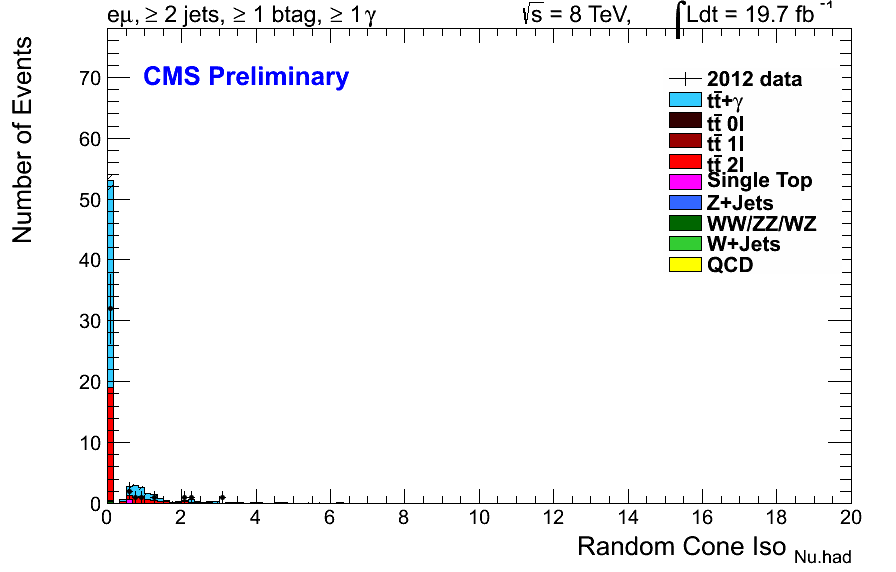 eμ, ≥ 2 jets, ≥ 1 btag, ≥ 1 γ
√s = 8 TeV, ∫Ldt = 19.7 fb⁻¹
Number of Events
CMS Preliminary
2012 data
tt̄+γ
tt̄ 0l
tt̄ 1l
tt̄ 2l
Single Top
Z+Jets
WW/ZZ/WZ
W+Jets
QCD
70
60
50
40
30
20
10
0
0 2 4 6 8 10 12 14 16 18 20
Random Cone Iso Nu.had